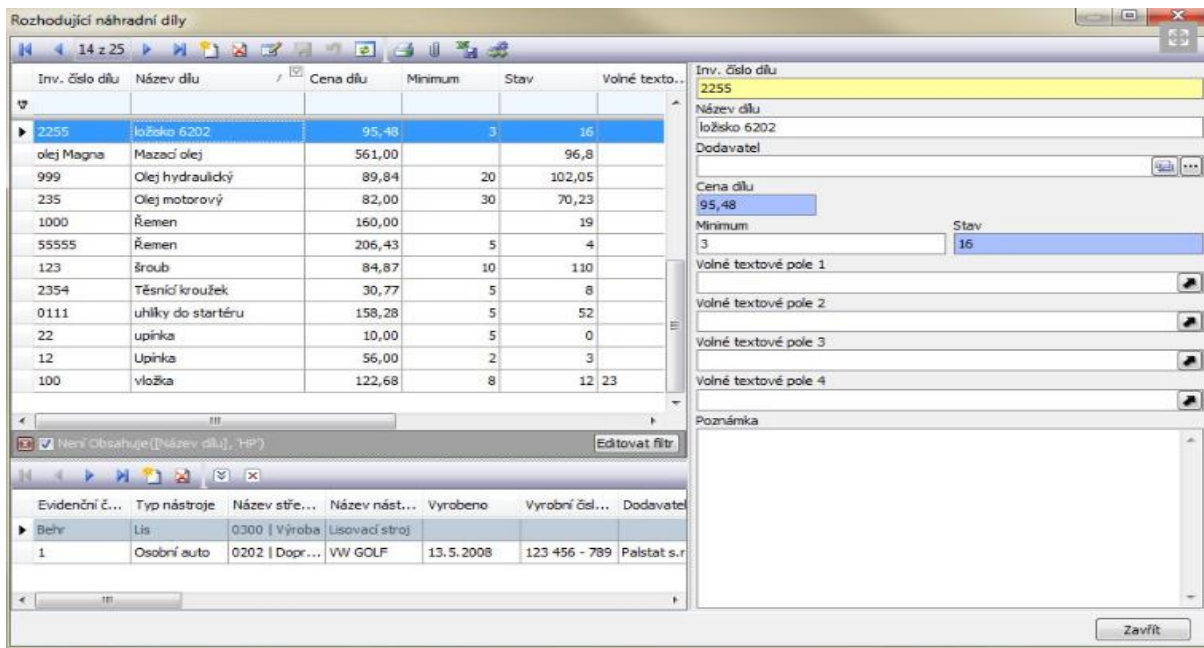 Rozhodující náhradní díly
14 z 25
Inv. číslo dílu Název dílu Cena dílu Minimum Stav Volné texto...
2255 ložisko 6202 95,48 3 16
olej Magna Mazací olej 561,00 96,8
999 Olej hydraulický 89,84 20 102,05
235 Olej motorový 82,00 30 70,23
1000 Řemen 160,00 19
55555 Řemen 206,43 5 4
123 šroub 84,87 10 110
2354 Těsnící kroužek 30,77 5 8
0111 uhlíky do startéru 158,28 5 52
22 upínka 10,00 5 0
12 Upínka 56,00 2 3
100 vložka 122,68 8 12 23
Není Obsahuje([Název dílu], 'HP') Editovat filtr
Evidenční č... Typ nástroje Název stře... Název nást... Vyrobeno Vyrobní čísl... Dodavatel
Behr Lis 0300 | Výroba Lisovací stroj
1 Osobní auto 0202 | Dopr... VW GOLF 13.5.2008 123 456 - 789 Palstat s.r
Inv. číslo dílu
2255
Název dílu
ložisko 6202
Dodavatel
Cena dílu
95,48
Minimum Stav
3 16
Volné textové pole 1
Volné textové pole 2
Volné textové pole 3
Volné textové pole 4
Poznámka
Zavřít